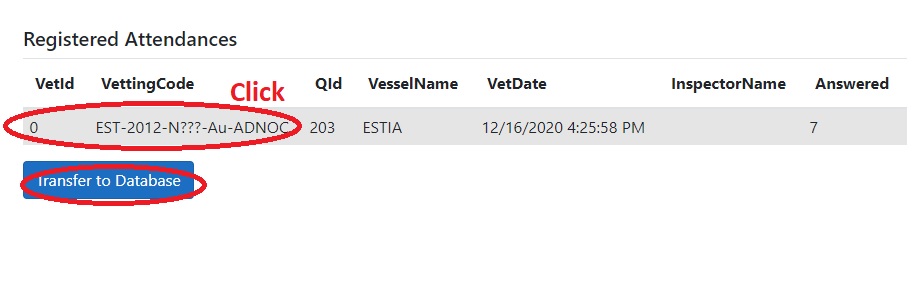 Registered Attendances
VetId VettingCode QId VesselName VetDate InspectorName Answered
Click
0 EST-2012-N???-Au-ADNOC 203 ESTIA 12/16/2020 4:25:58 PM 7
Transfer to Database